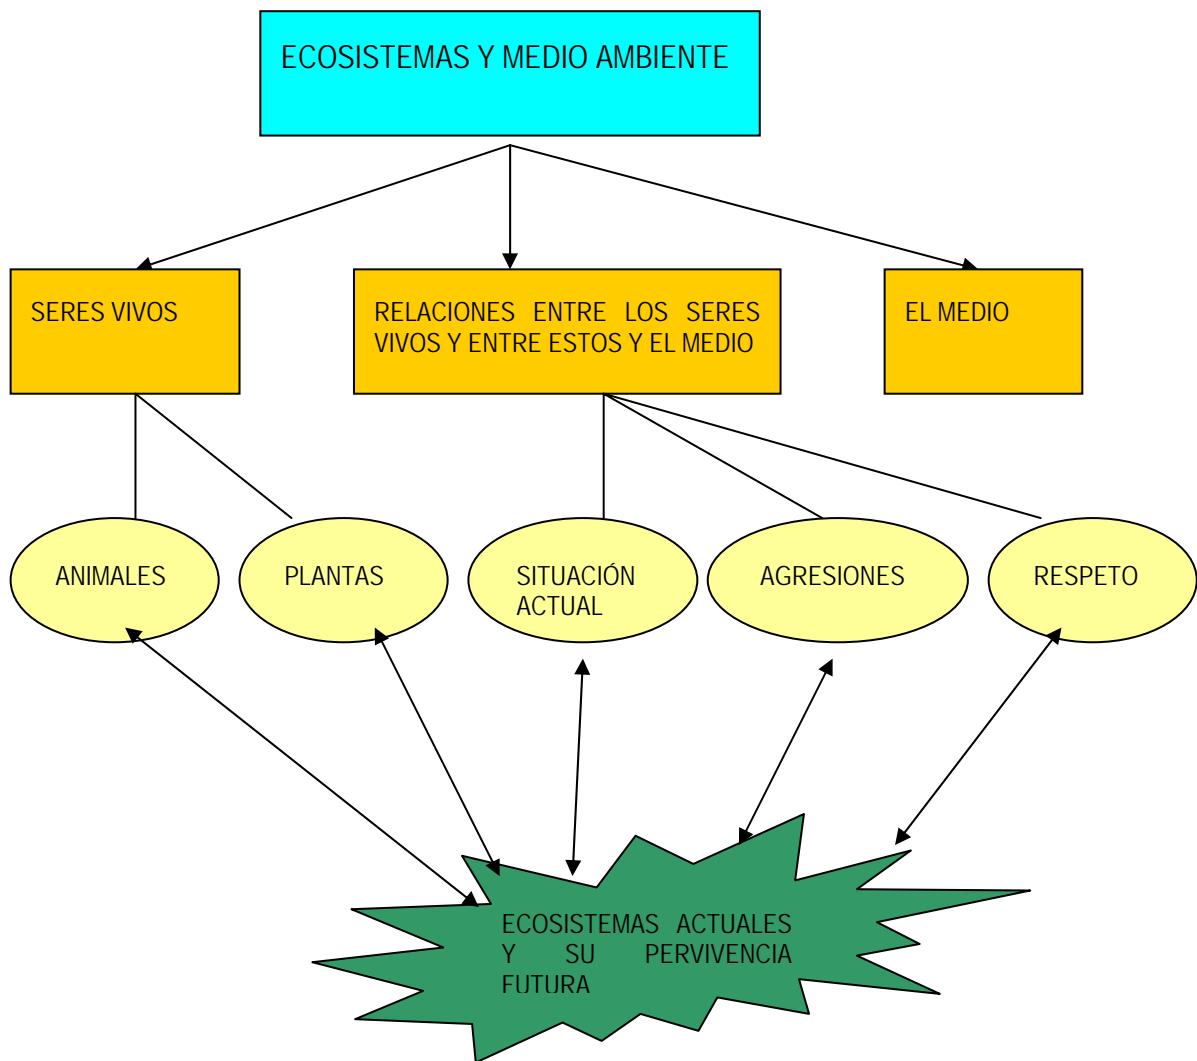 ECOSISTEMAS Y MEDIO AMBIENTE
SERES VIVOS
RELACIONES ENTRE LOS SERES
VIVOS Y ENTRE ESTOS Y EL MEDIO
EL MEDIO
ANIMALES
PLANTAS
SITUACIÓN
ACTUAL
AGRESIONES
RESPETO
ECOSISTEMAS ACTUALES
Y SU PERVIVENCIA
FUTURA